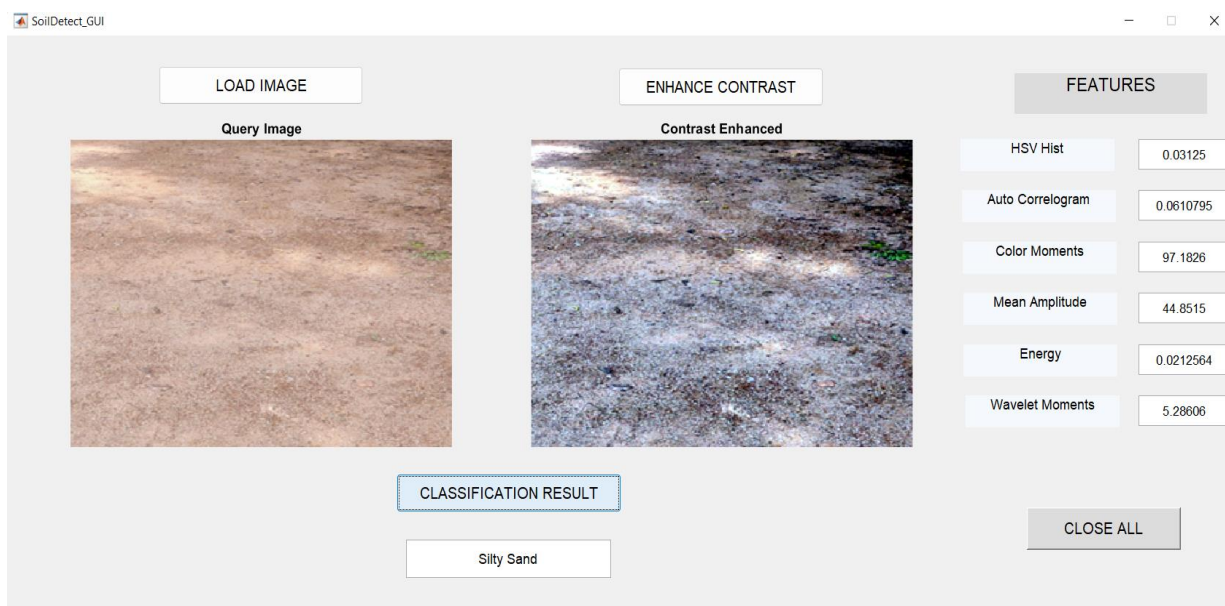 SoilDetect_GUI
LOAD IMAGE
ENHANCE CONTRAST
FEATURES
Query Image
Contrast Enhanced
HSV Hist
0.03125
Auto Correlogram
0.0610795
Color Moments
97.1826
Mean Amplitude
44.8515
Energy
0.0212564
Wavelet Moments
5.28606
CLASSIFICATION RESULT
CLOSE ALL
Silty Sand